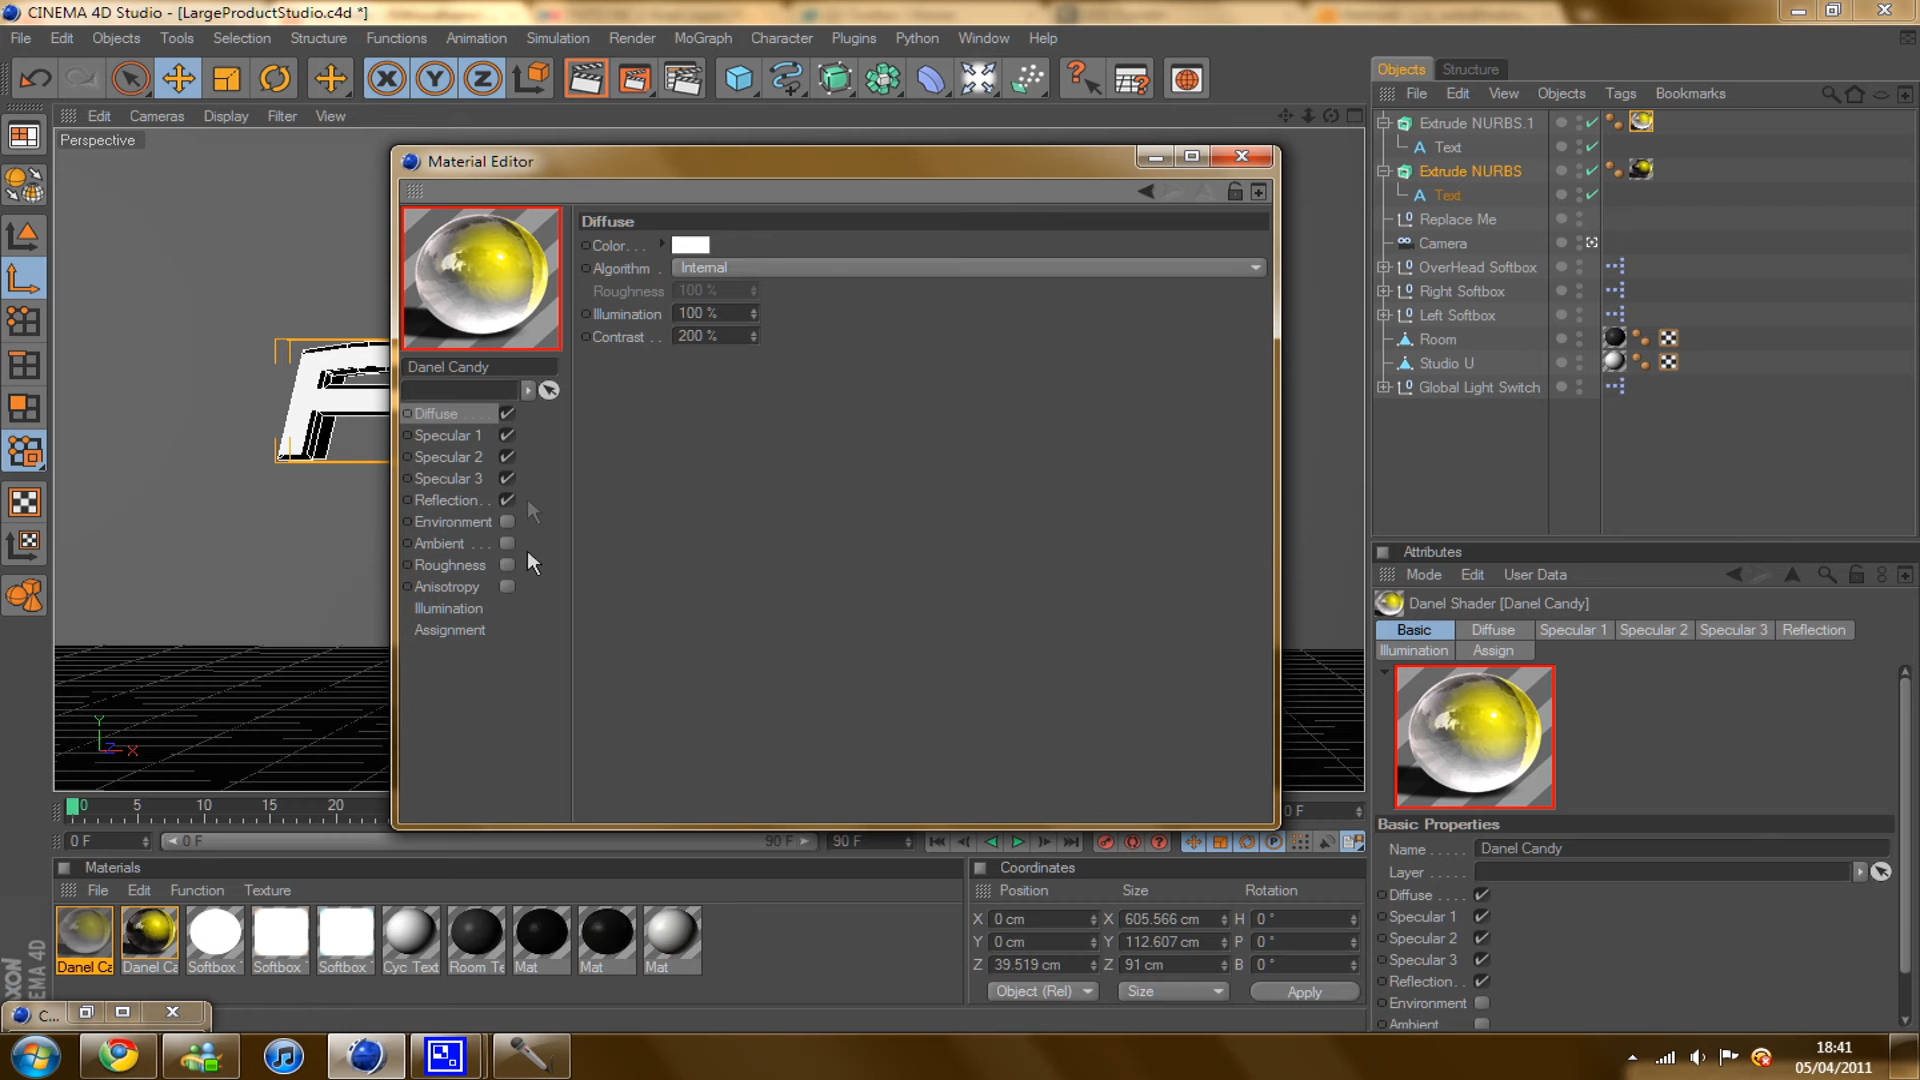 CINEMA 4D Studio - [LargeProductStudio.c4d *]
File Edit Objects Tools Selection Structure Functions Animation Simulation Render MoGraph Character Plugins Python Window Help
Edit Cameras Display Filter View
Perspective
Material Editor
Diffuse
Color. . .
Algorithm . Internal
Roughness 100 %
Illumination 100 %
Contrast . . 200 %
Danel Candy
Diffuse . . . .
Specular 1
Specular 2
Specular 3
Reflection. .
Environment
Ambient . . .
Roughness
Anisotropy
Illumination
Assignment
Objects Structure
File Edit View Objects Tags Bookmarks
Extrude NURBS.1
Text
Extrude NURBS
Text
Replace Me
Camera
OverHead Softbox
Right Softbox
Left Softbox
Room
Studio U
Global Light Switch
Attributes
Mode Edit User Data
Danel Shader [Danel Candy]
Basic Diffuse Specular 1 Specular 2 Specular 3 Reflection
Illumination Assign
Basic Properties
Name . . . . . Danel Candy
Layer . . . . .
Diffuse . . . .
Specular 1
Specular 2
Specular 3
Reflection. .
Environment
Ambient
0 5 10 15 20 0 F
0 F 0 F 90 F 90 F
Materials
File Edit Function Texture
Danel Ca Danel Ca Softbox Softbox Softbox Cyc Text Room Te Mat Mat Mat
Coordinates
Position Size Rotation
X 0 cm X 605.566 cm H 0 °
Y 0 cm Y 112.607 cm P 0 °
Z 39.519 cm Z 91 cm B 0 °
Object (Rel) Size Apply
C...
18:41
05/04/2011